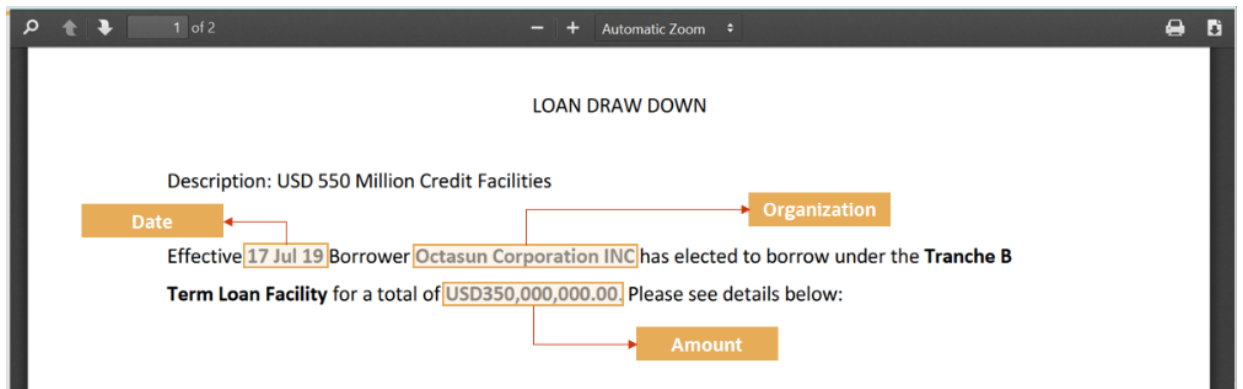 1 of 2 Automatic Zoom
LOAN DRAW DOWN
Description: USD 550 Million Credit Facilities
Date Organization
Effective 17 Jul 19 Borrower Octasun Corporation INC has elected to borrow under the Tranche B
Term Loan Facility for a total of USD350,000,000.00. Please see details below:
Amount